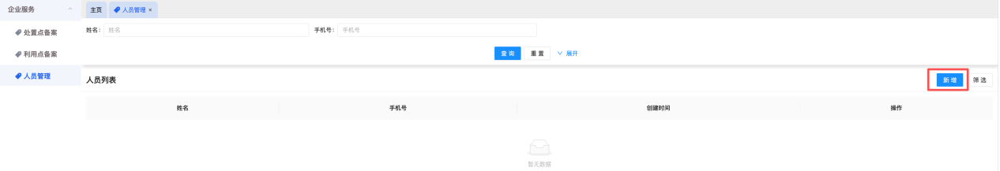 企业服务
主页 人员管理 ×
处置点备案
利用点备案
人员管理
姓名: 姓名 手机号: 手机号
查 询 重 置 展开
人员列表 新 增 筛 选
姓名 手机号 创建时间 操作
暂无数据